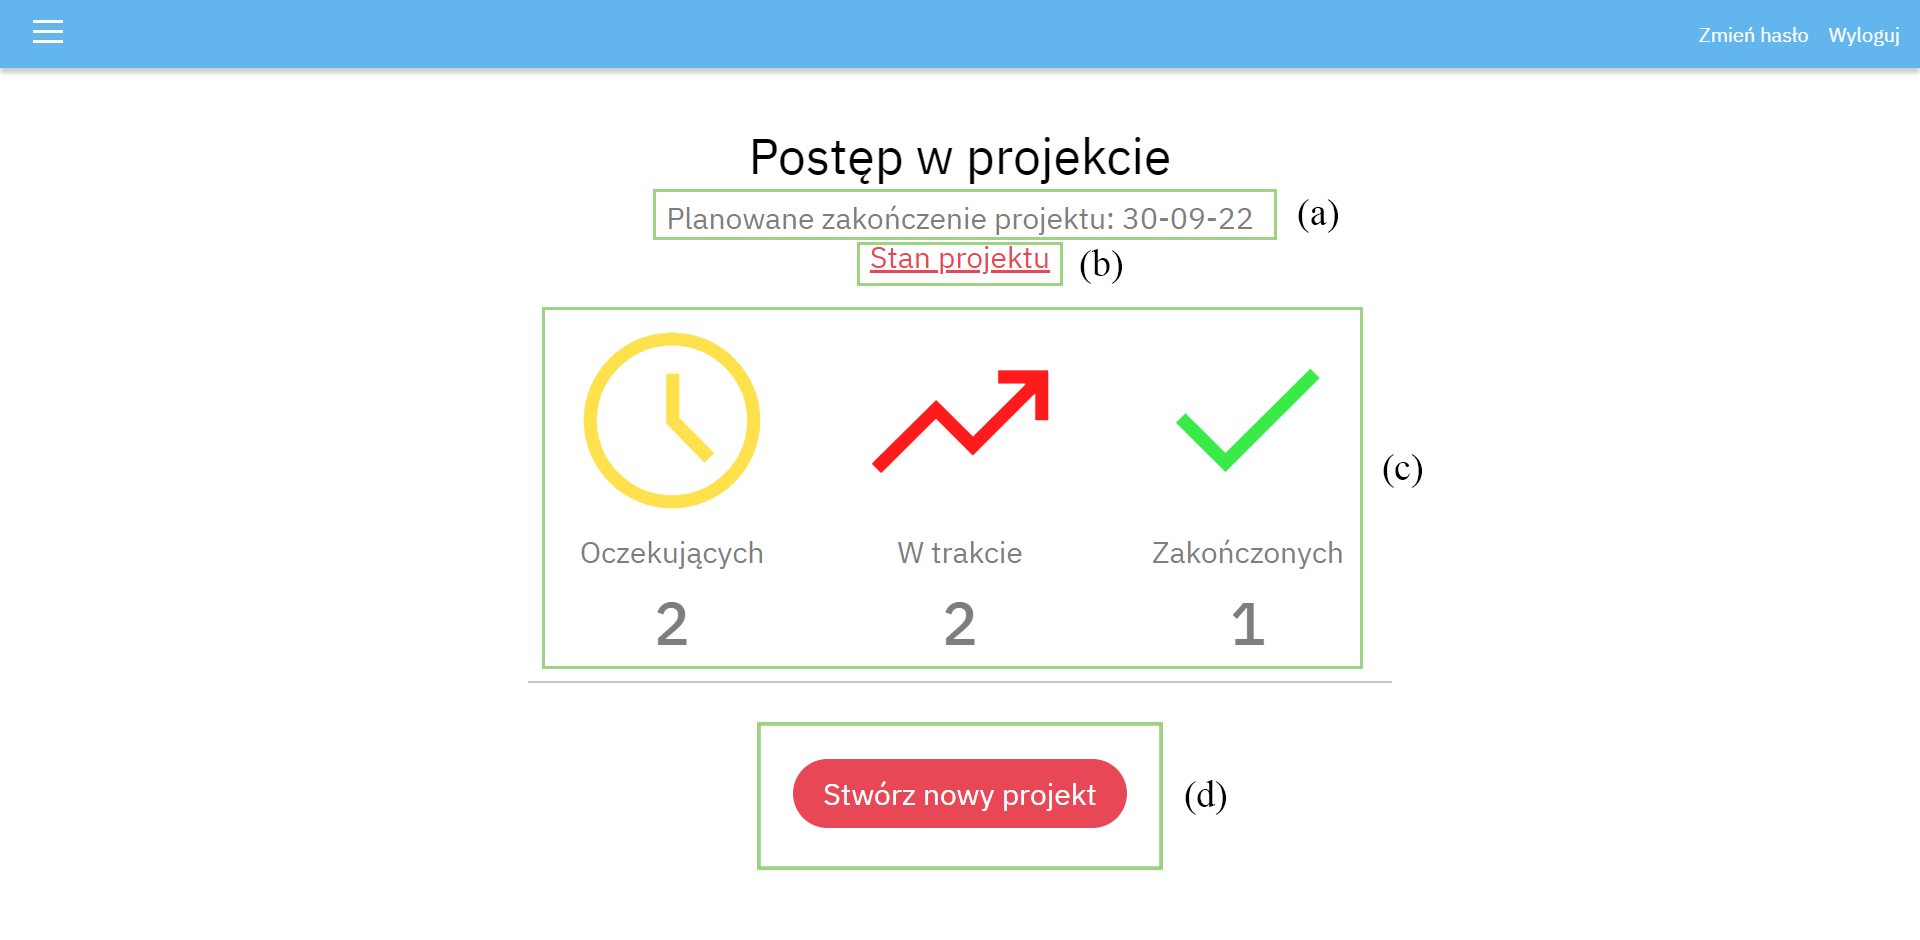 Zmień hasło Wyloguj
Postęp w projekcie
Planowane zakończenie projektu: 30-09-22 (a)
Stan projektu (b)
(c)
Oczekujących W trakcie Zakończonych
2 2 1
Stwórz nowy projekt (d)